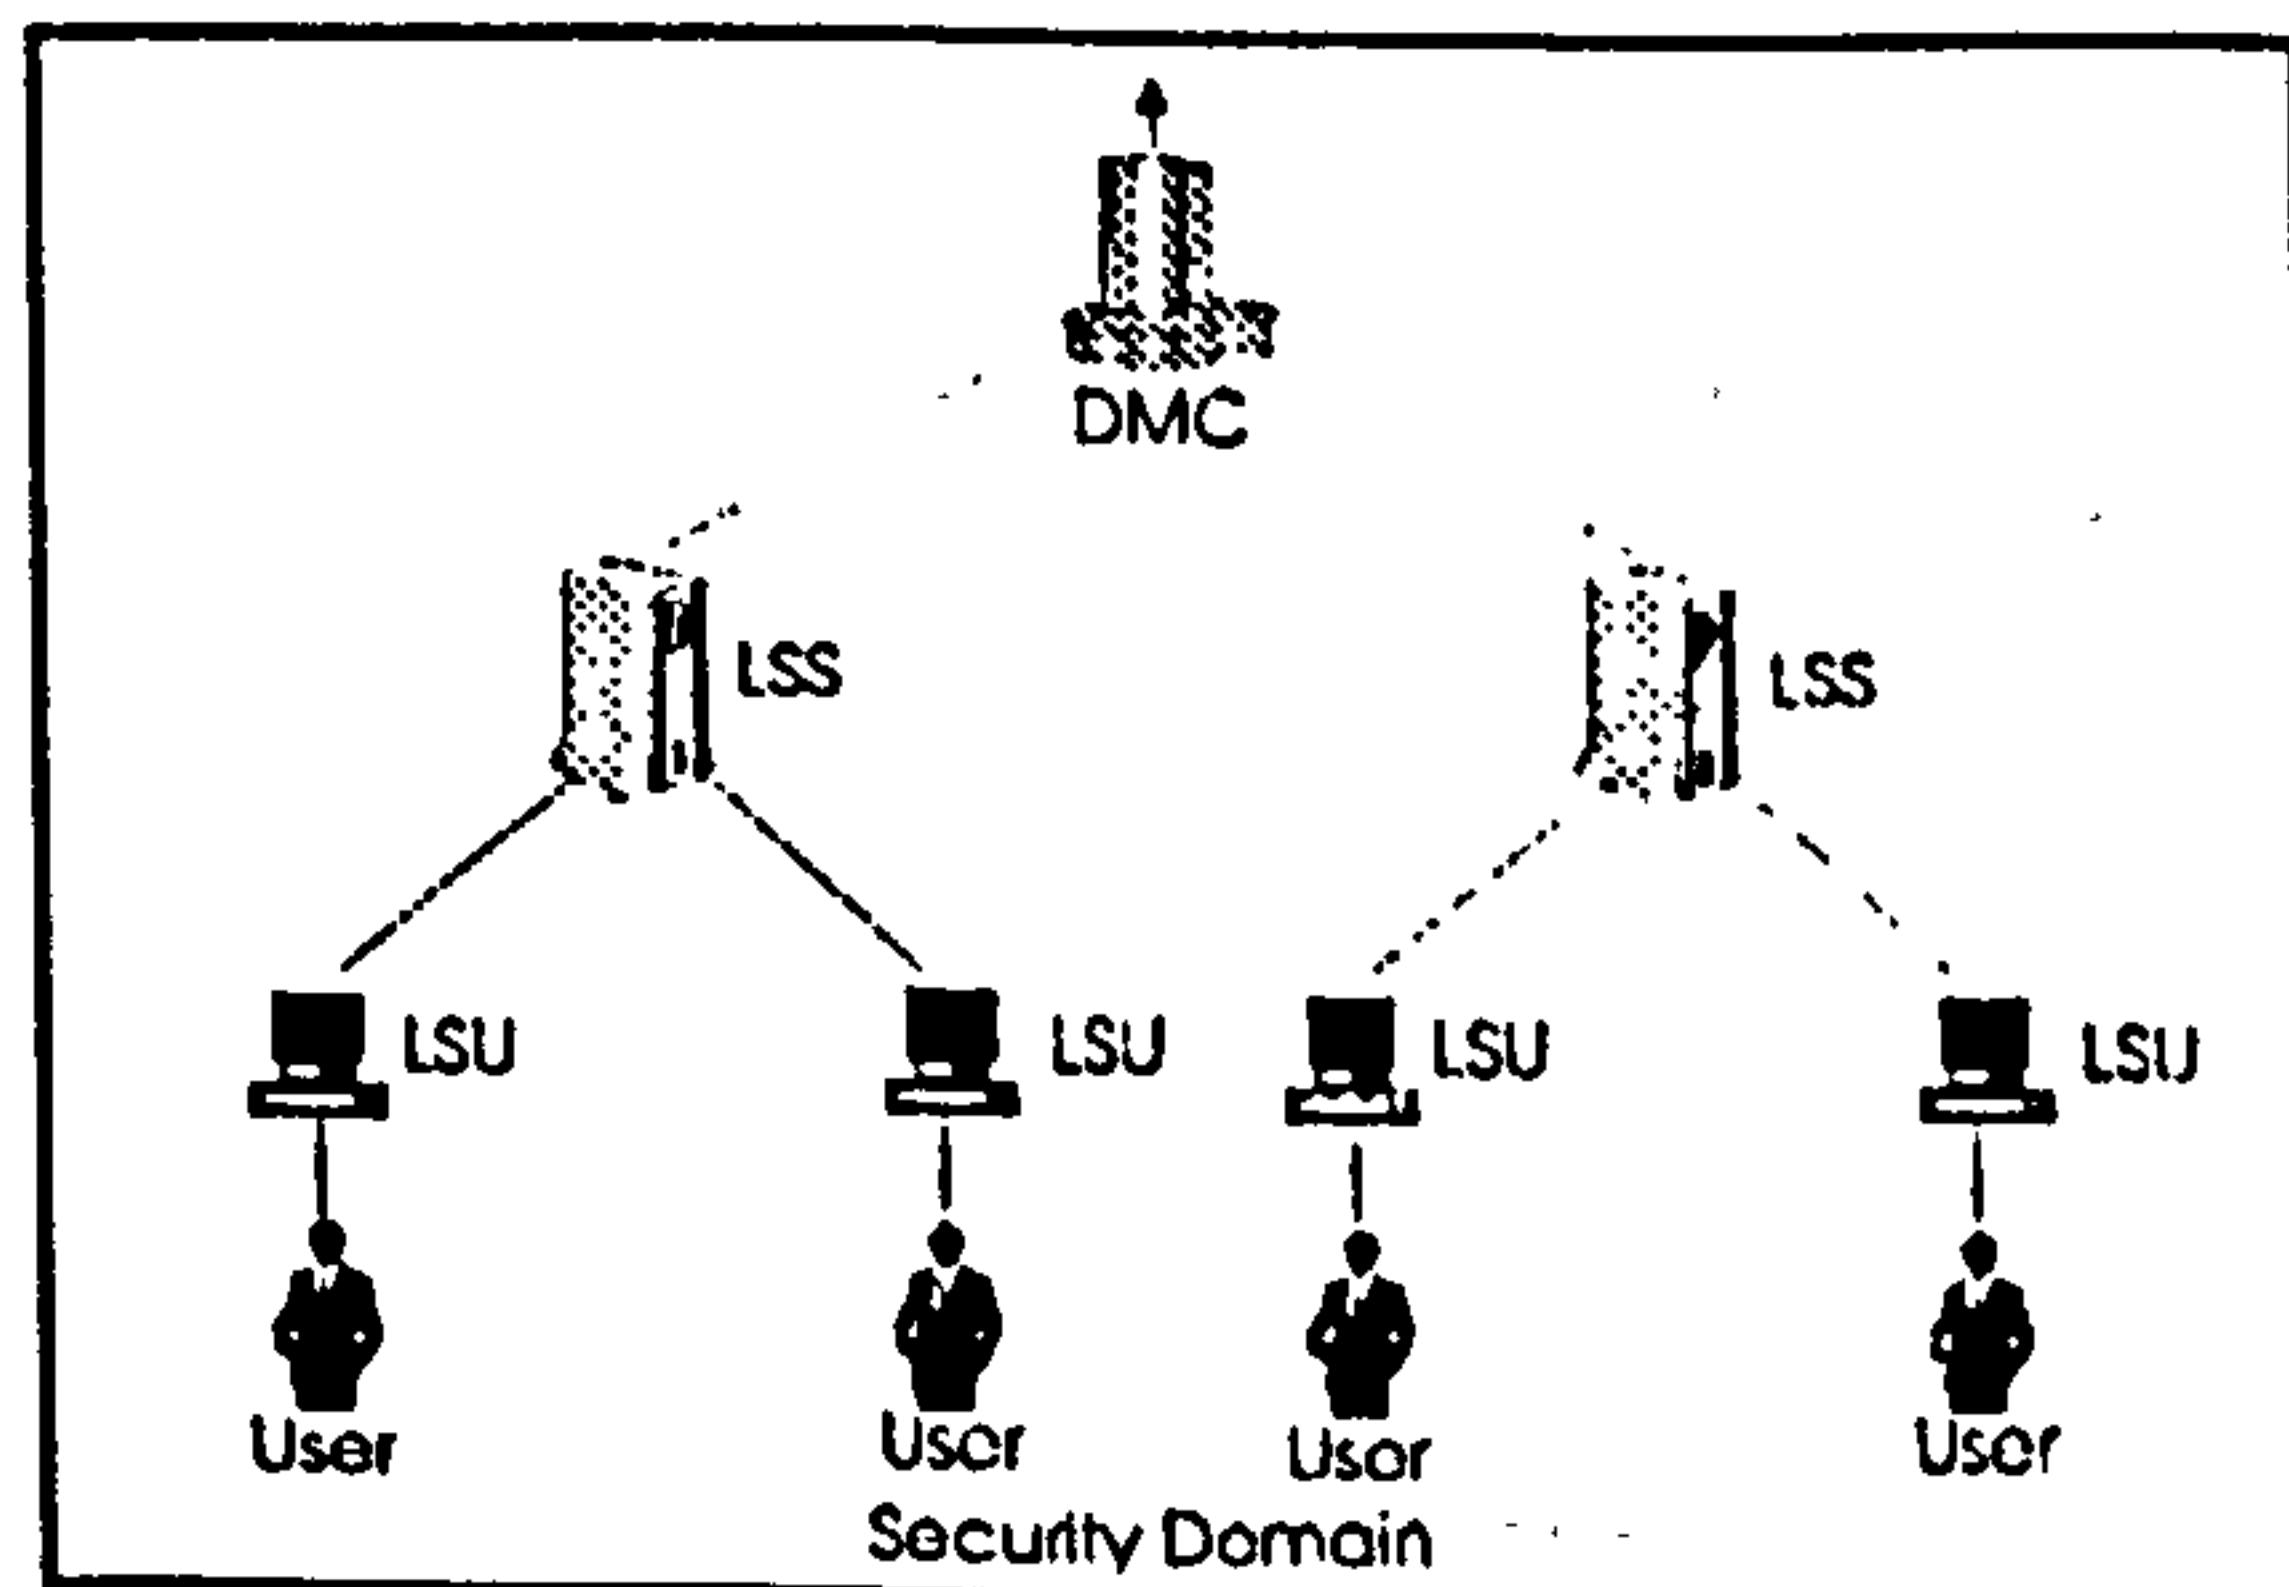 DMC
LSS LSS
LSU LSU LSU LSU
User User User User
Security Domain